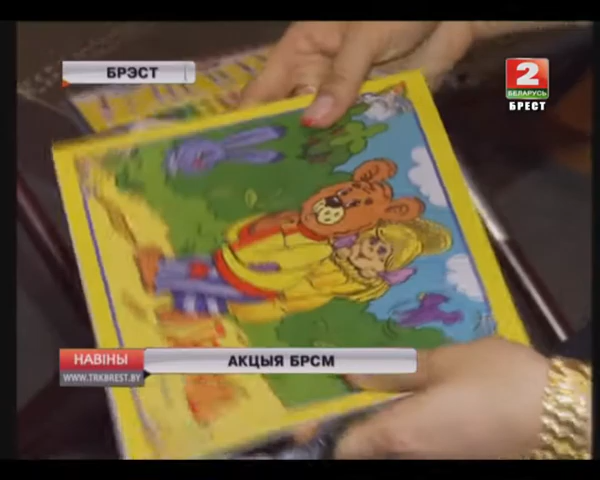 БРЭСТ
2
БЕЛАРУСЬ
БРЕСТ
НАВІНЫ
АКЦЫЯ БРСМ
WWW.TRKBREST.BY